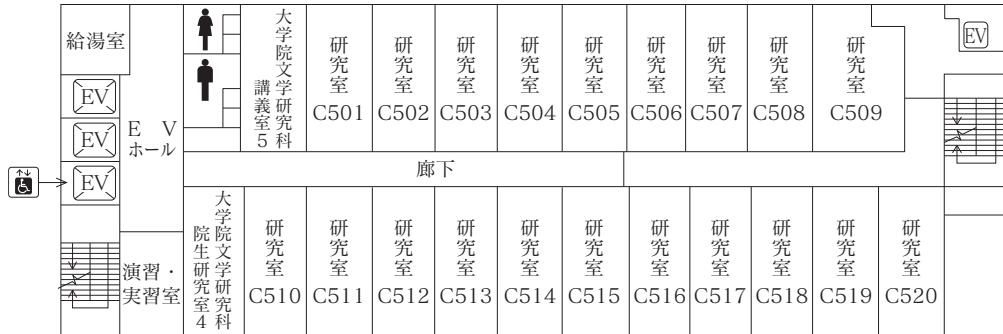 給湯室
EV
EV
EV
EV
ホール
大学院文学研究科
講義室5
研究室
C501
研究室
C502
研究室
C503
研究室
C504
研究室
C505
研究室
C506
研究室
C507
研究室
C508
研究室
C509
EV
廊下
演習・
実習室
大学院文学研究科
院生研究室4
研究室
C510
研究室
C511
研究室
C512
研究室
C513
研究室
C514
研究室
C515
研究室
C516
研究室
C517
研究室
C518
研究室
C519
研究室
C520